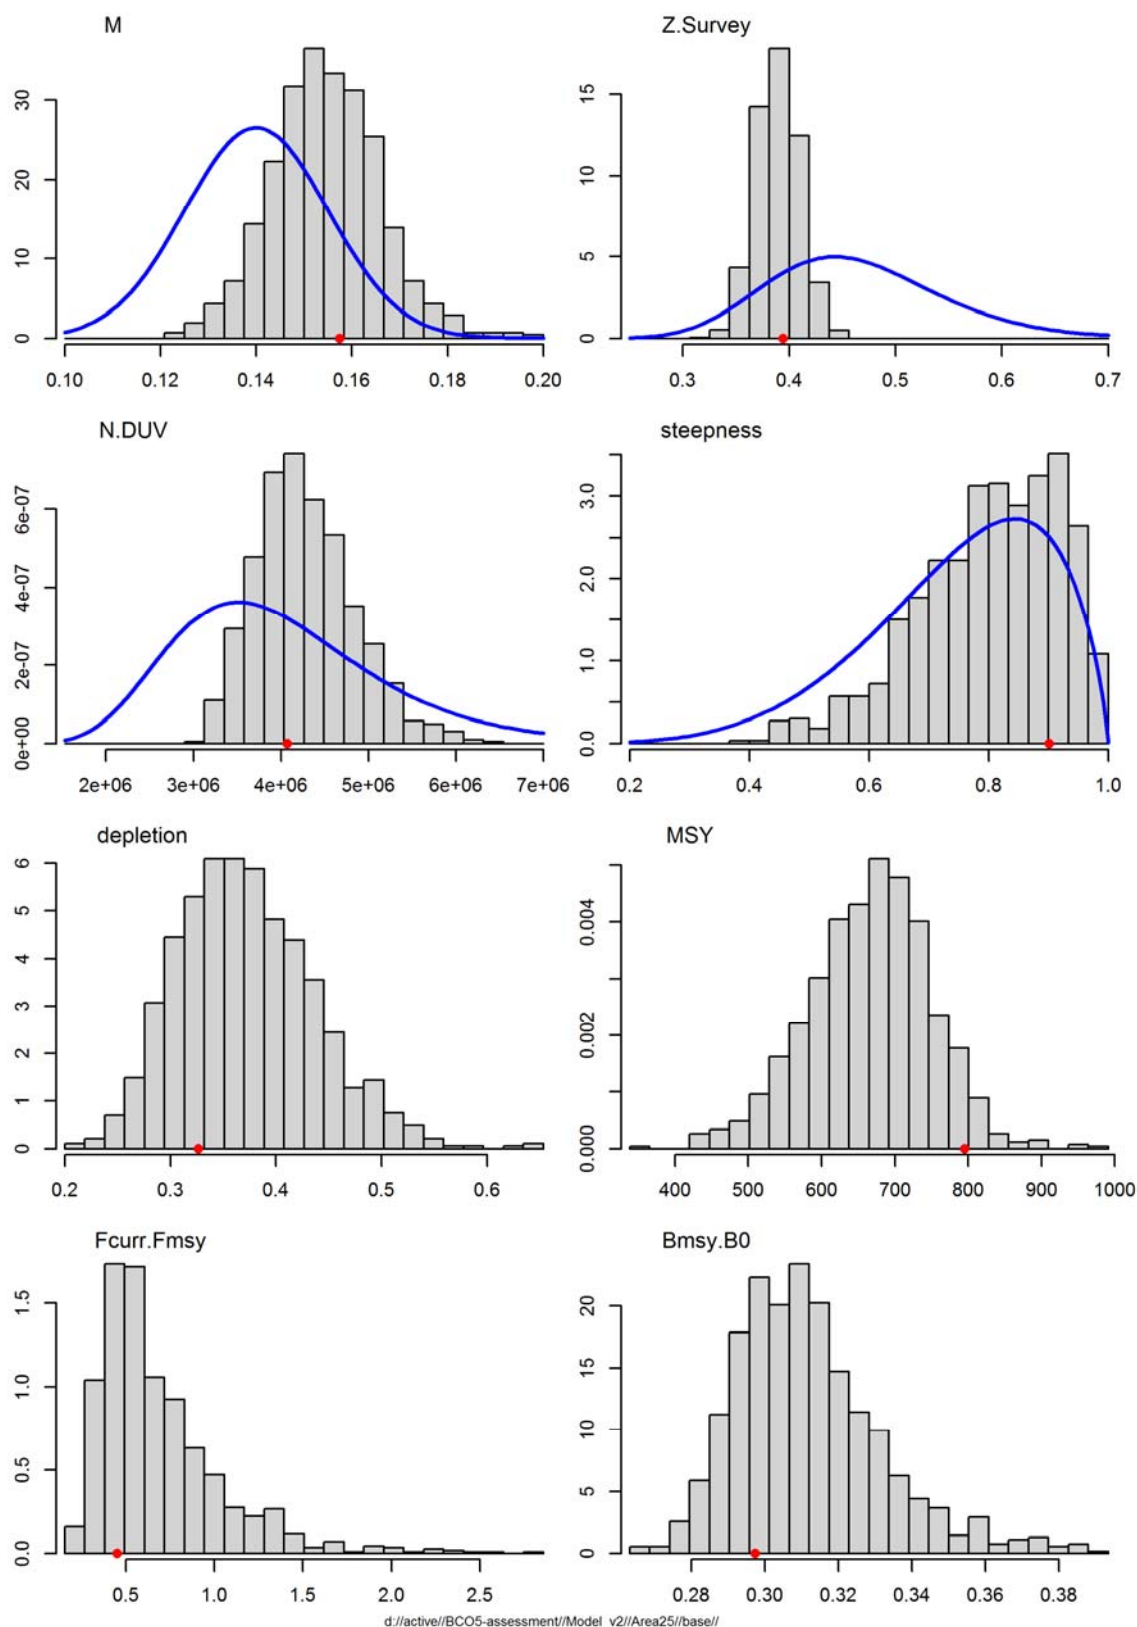 M
0 10 20 30
0.10 0.12 0.14 0.16 0.18 0.20
Z.Survey
0 5 10 15
0.3 0.4 0.5 0.6 0.7
N.DUV
0e+00 2e-07 4e-07 6e-07
2e+06 3e+06 4e+06 5e+06 6e+06 7e+06
steepness
0.0 1.0 2.0 3.0
0.2 0.4 0.6 0.8 1.0
depletion
0 1 2 3 4 5 6
0.2 0.3 0.4 0.5 0.6
MSY
0.000 0.002 0.004
400 500 600 700 800 900 1000
Fcurr.Fmsy
0.0 0.5 1.0 1.5
0.5 1.0 1.5 2.0 2.5
Bmsy.B0
0 5 10 15 20
0.28 0.30 0.32 0.34 0.36 0.38
d://active//BCO5-assessment//Model_v2//Area25//base//